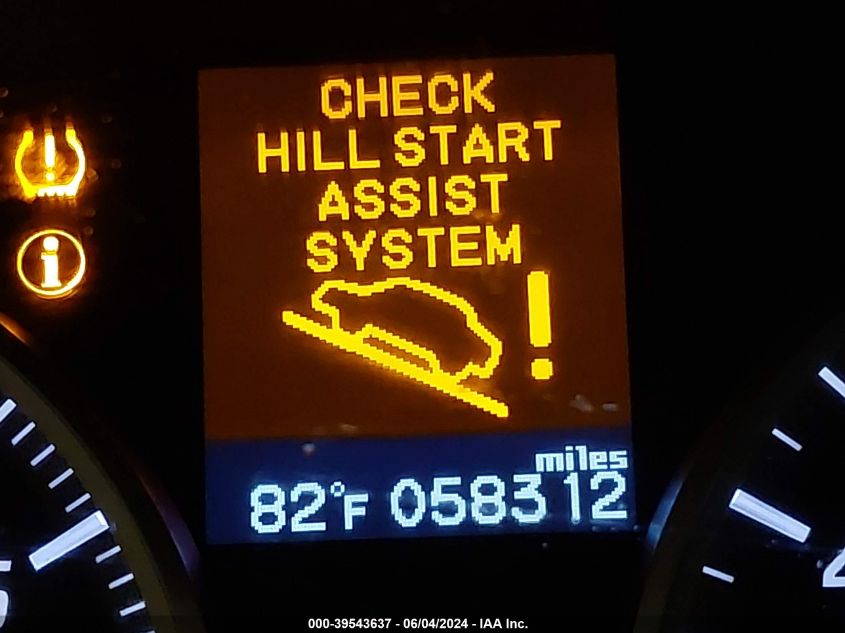 CHECK
HILL START
ASSIST
SYSTEM
!
!
i
miles
82°F 058312
000-39543637 - 06/04/2024 - IAA Inc.